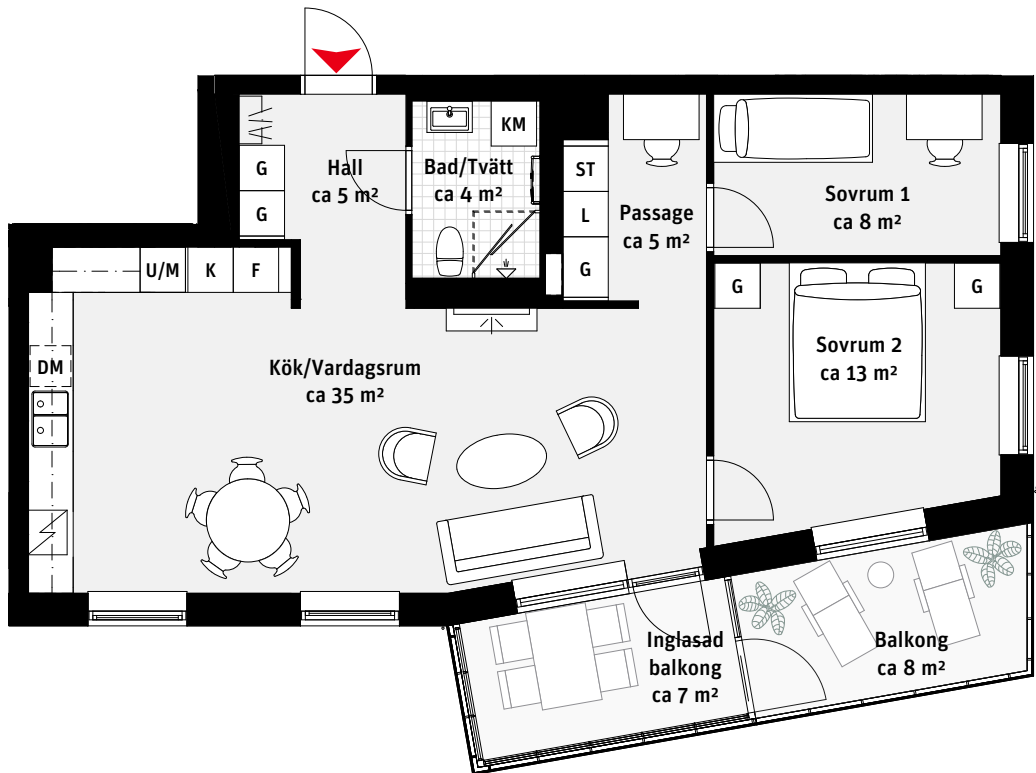 KM
G
Hall
ca 5 m²
G
Bad/Tvätt
ca 4 m²
ST
L
G
Passage
ca 5 m²
Sovrum 1
ca 8 m²
U/M
K
F
G
G
Sovrum 2
ca 13 m²
DM
Kök/Vardagsrum
ca 35 m²
Inglasad
balkong
ca 7 m²
Balkong
ca 8 m²